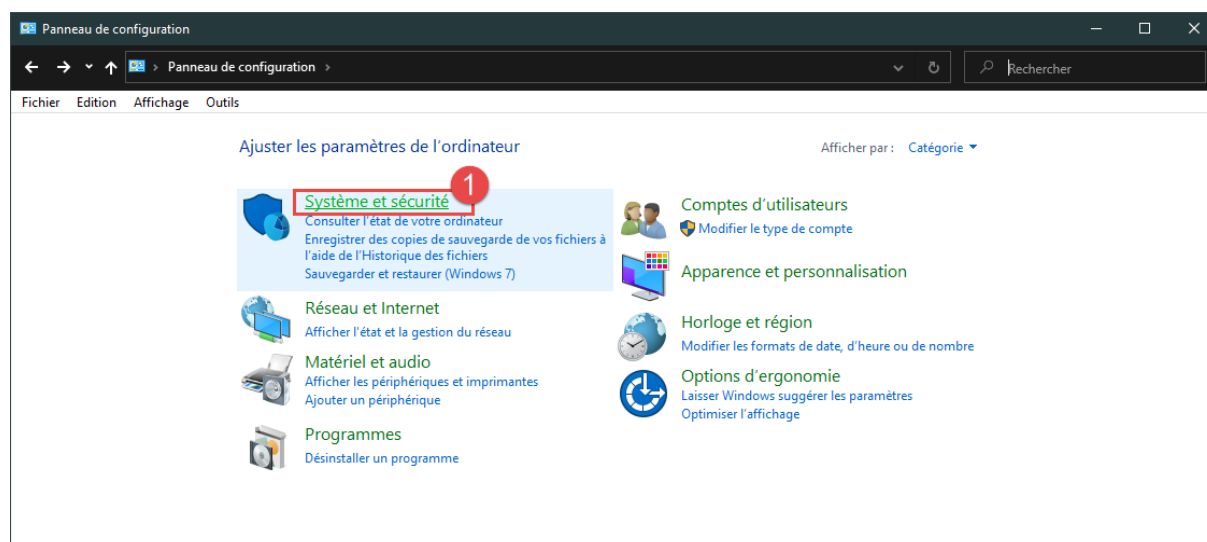 Panneau de configuration
Panneau de configuration
Rechercher
Fichier Edition Affichage Outils
Ajuster les paramètres de l'ordinateur
Afficher par : Catégorie
1
Système et sécurité
Consulter l'état de votre ordinateur
Enregistrer des copies de sauvegarde de vos fichiers à
l'aide de l'Historique des fichiers
Sauvegarder et restaurer (Windows 7)
Réseau et Internet
Afficher l'état et la gestion du réseau
Matériel et audio
Afficher les périphériques et imprimantes
Ajouter un périphérique
Programmes
Désinstaller un programme
Comptes d'utilisateurs
Modifier le type de compte
Apparence et personnalisation
Horloge et région
Modifier les formats de date, d'heure ou de nombre
Options d'ergonomie
Laisser Windows suggérer les paramètres
Optimiser l'affichage